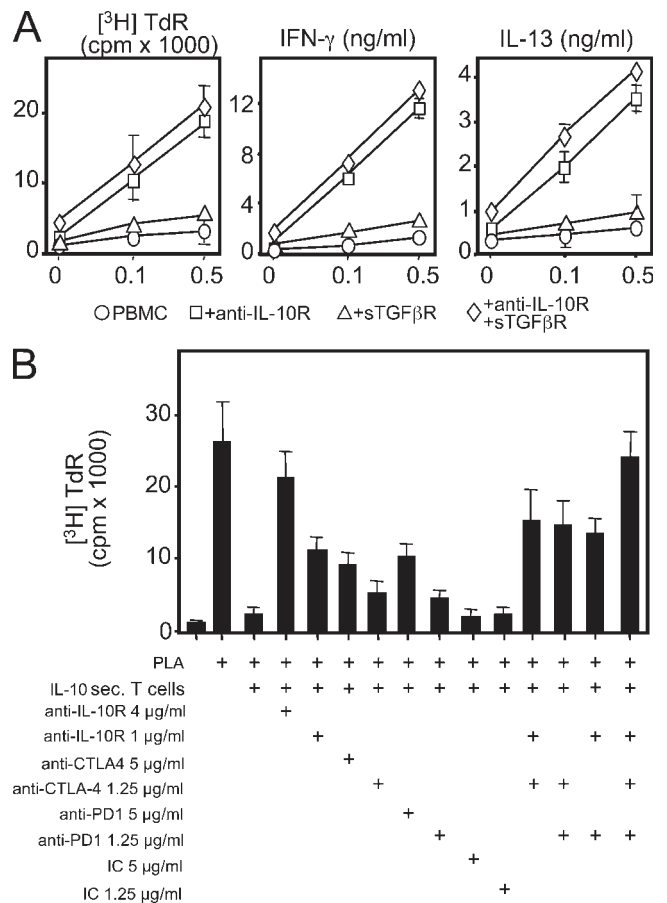 A
[³H] TdR
(cpm x 1000)
IFN-γ (ng/ml)
IL-13 (ng/ml)
20
10
0
12
8
4
0
4
3
2
1
0
0 0.1 0.5
0 0.1 0.5
0 0.1 0.5
PBMC +anti-IL-10R +sTGFβR +anti-IL-10R
+sTGFβR
B
[³H] TdR
(cpm x 1000)
30
20
10
0
PLA + + + + + + + + + + + + + +
IL-10 sec. T cells + + + + + + + + + + + + +
anti-IL-10R 4 µg/ml +
anti-IL-10R 1 µg/ml + + + +
anti-CTLA4 5 µg/ml +
anti-CTLA-4 1.25 µg/ml + + + +
anti-PD1 5 µg/ml +
anti-PD1 1.25 µg/ml + + + +
IC 5 µg/ml +
IC 1.25 µg/ml +